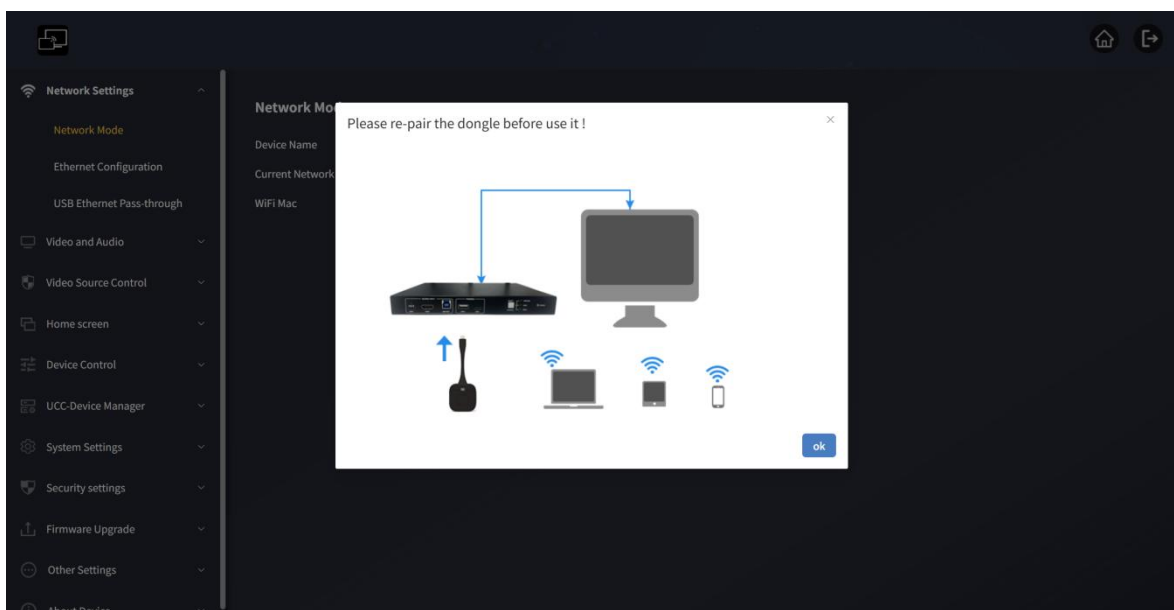 Network Settings
Network Mode
Ethernet Configuration
USB Ethernet Pass-through
Video and Audio
Video Source Control
Home screen
Device Control
UCC-Device Manager
System Settings
Security settings
Firmware Upgrade
Other Settings
About Device
Network Mo
Device Name
Current Network
WiFi Mac
Please re-pair the dongle before use it !
ok